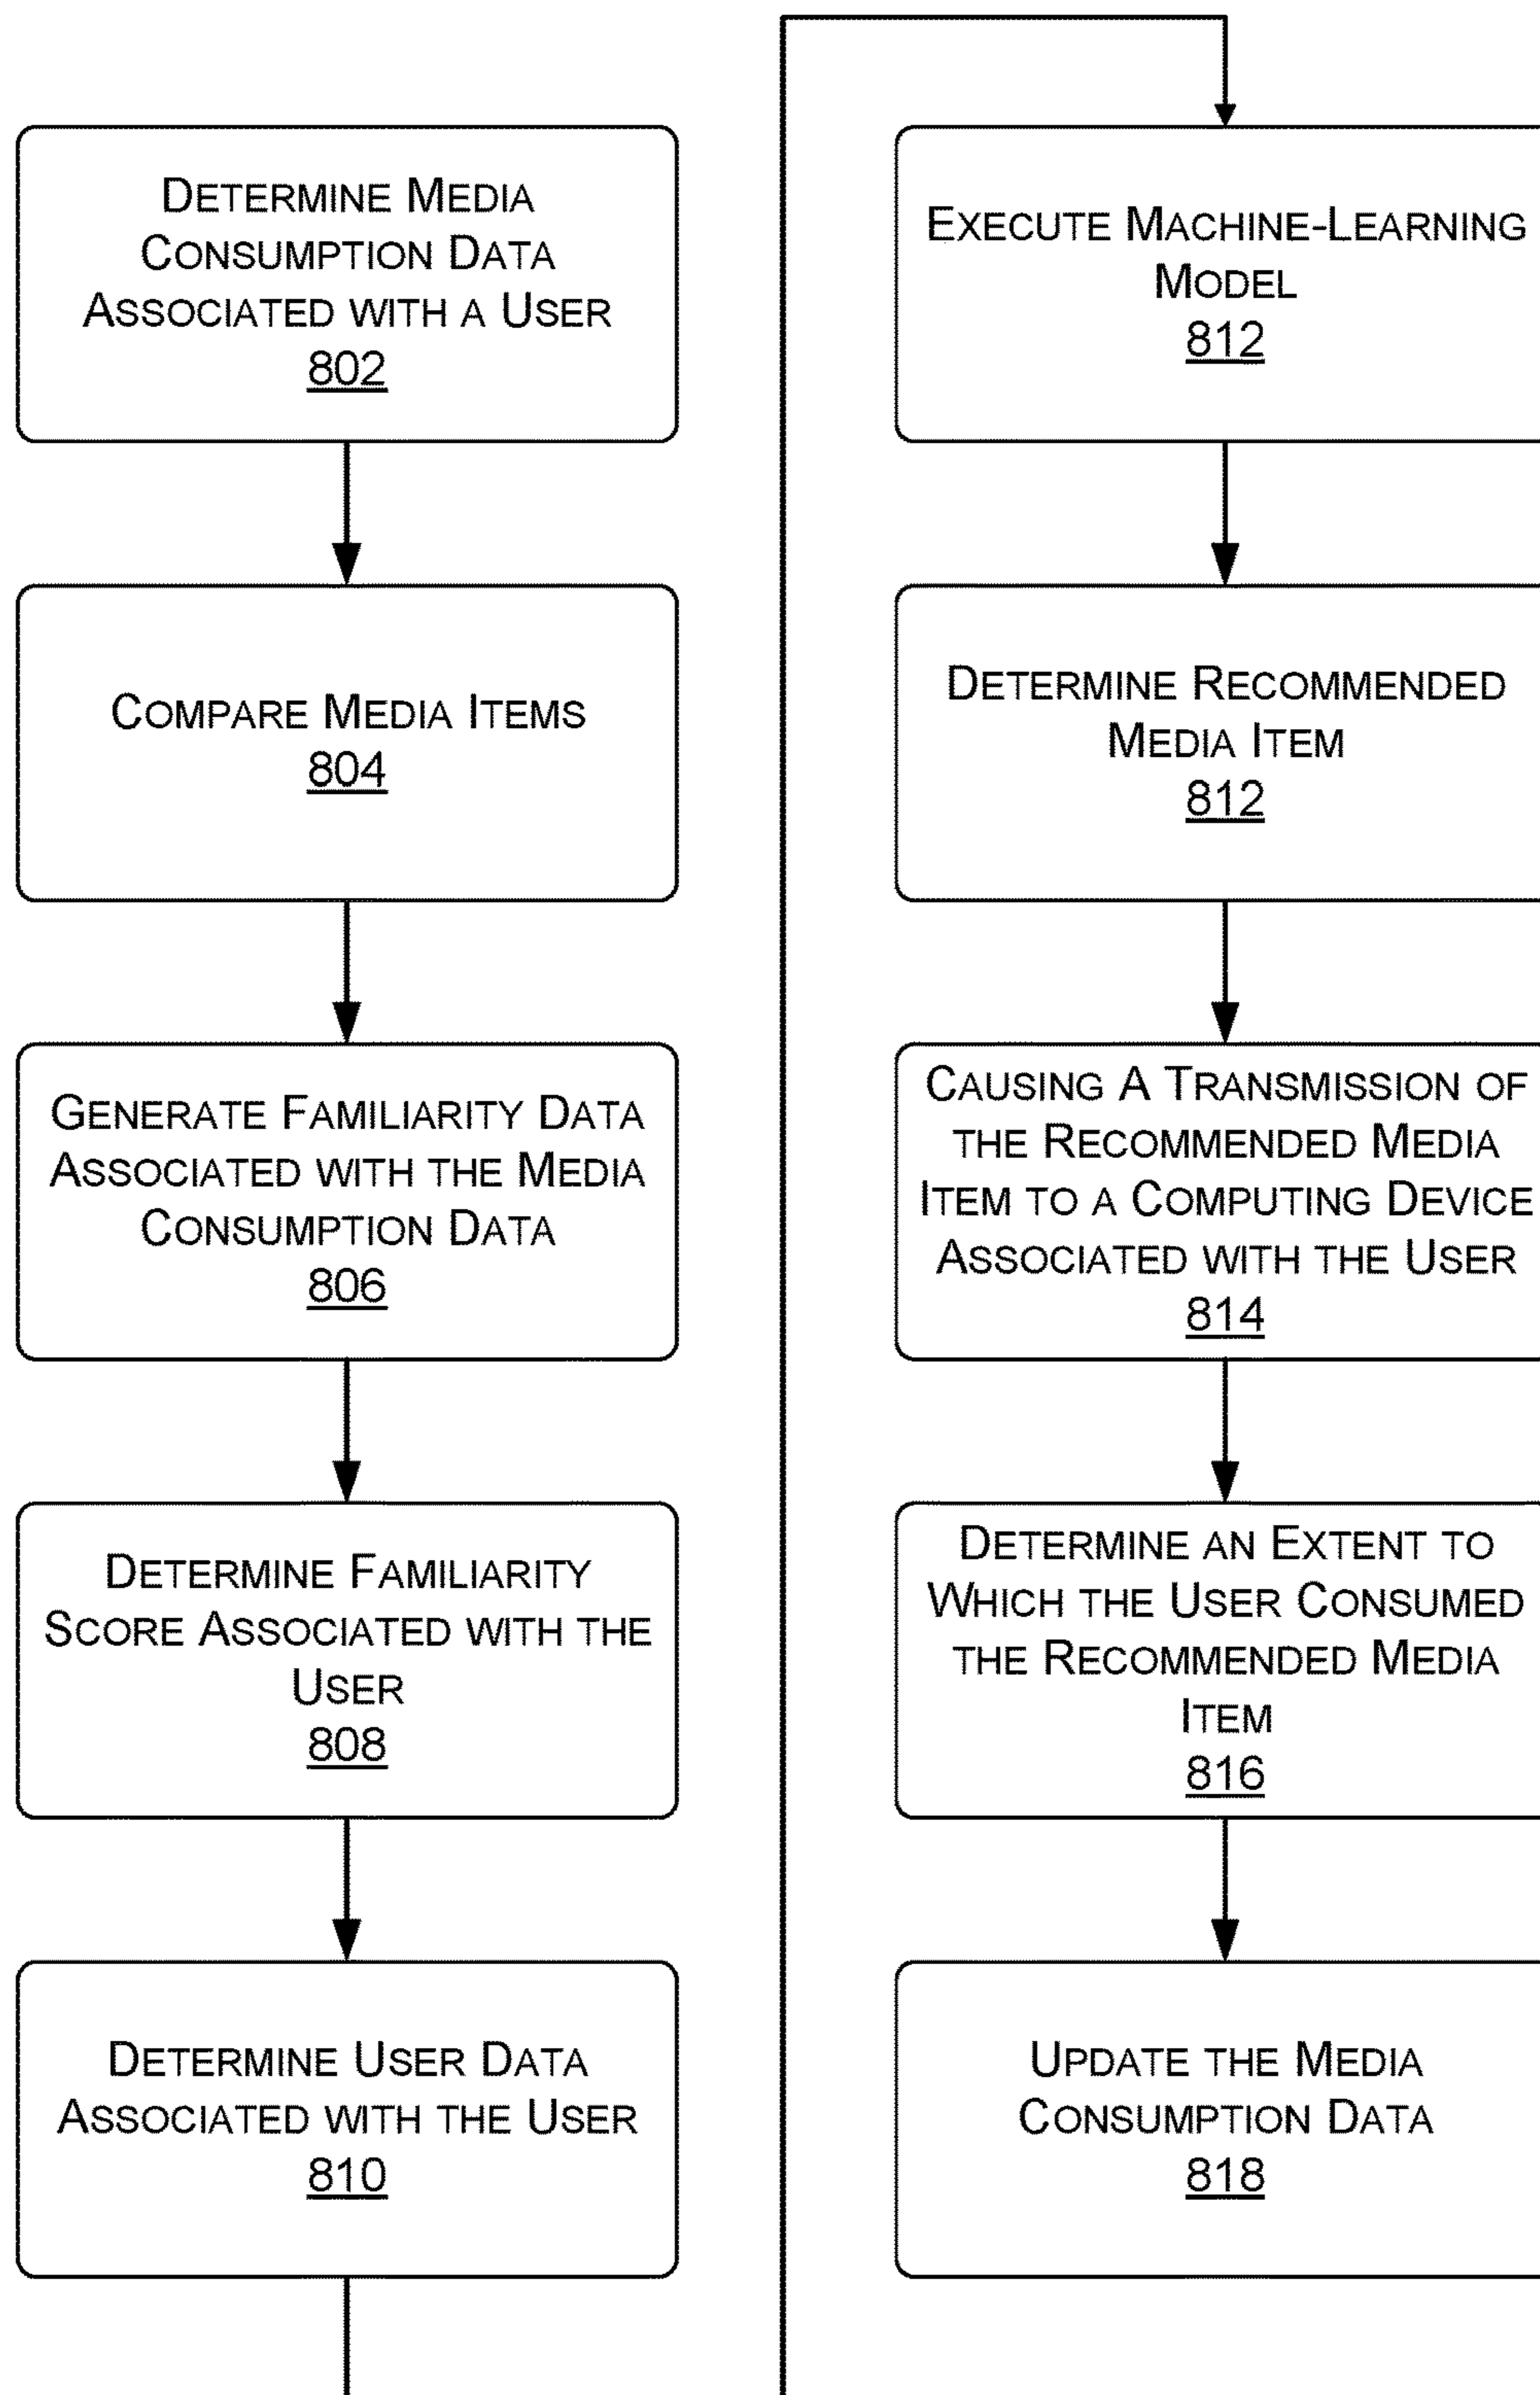 Determine Media
Consumption Data
Associated with a User
802
Compare Media Items
804
Generate Familiarity Data
Associated with the Media
Consumption Data
806
Determine Familiarity
Score Associated with the
User
808
Determine User Data
Associated with the User
810
Execute Machine-Learning
Model
812
Determine Recommended
Media Item
812
Causing A Transmission of
the Recommended Media
Item to a Computing Device
Associated with the User
814
Determine an Extent to
Which the User Consumed
the Recommended Media
Item
816
Update the Media
Consumption Data
818